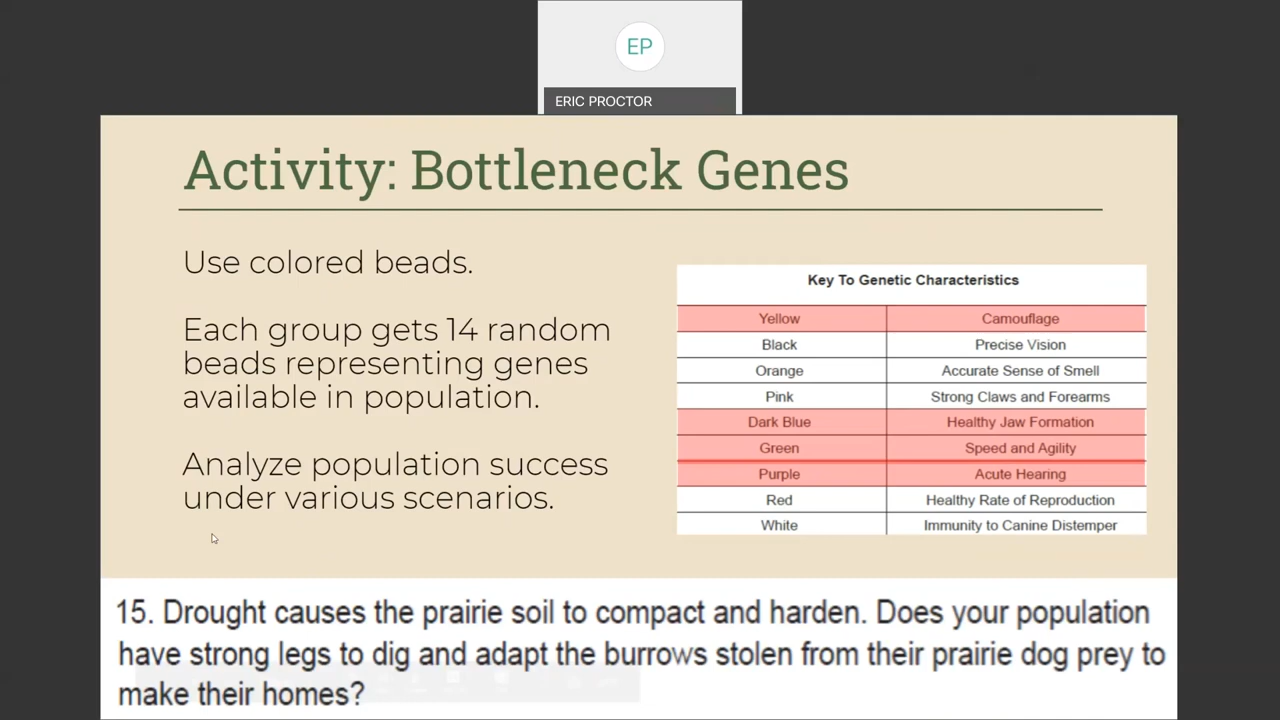 EP
ERIC PROCTOR
Activity: Bottleneck Genes
Use colored beads.
Each group gets 14 random
beads representing genes
available in population.
Analyze population success
under various scenarios.
Key To Genetic Characteristics
Yellow Camouflage
Black Precise Vision
Orange Accurate Sense of Smell
Pink Strong Claws and Forearms
Dark Blue Healthy Jaw Formation
Green Speed and Agility
Purple Acute Hearing
Red Healthy Rate of Reproduction
White Immunity to Canine Distemper
15. Drought causes the prairie soil to compact and harden. Does your population
have strong legs to dig and adapt the burrows stolen from their prairie dog prey to
make their homes?